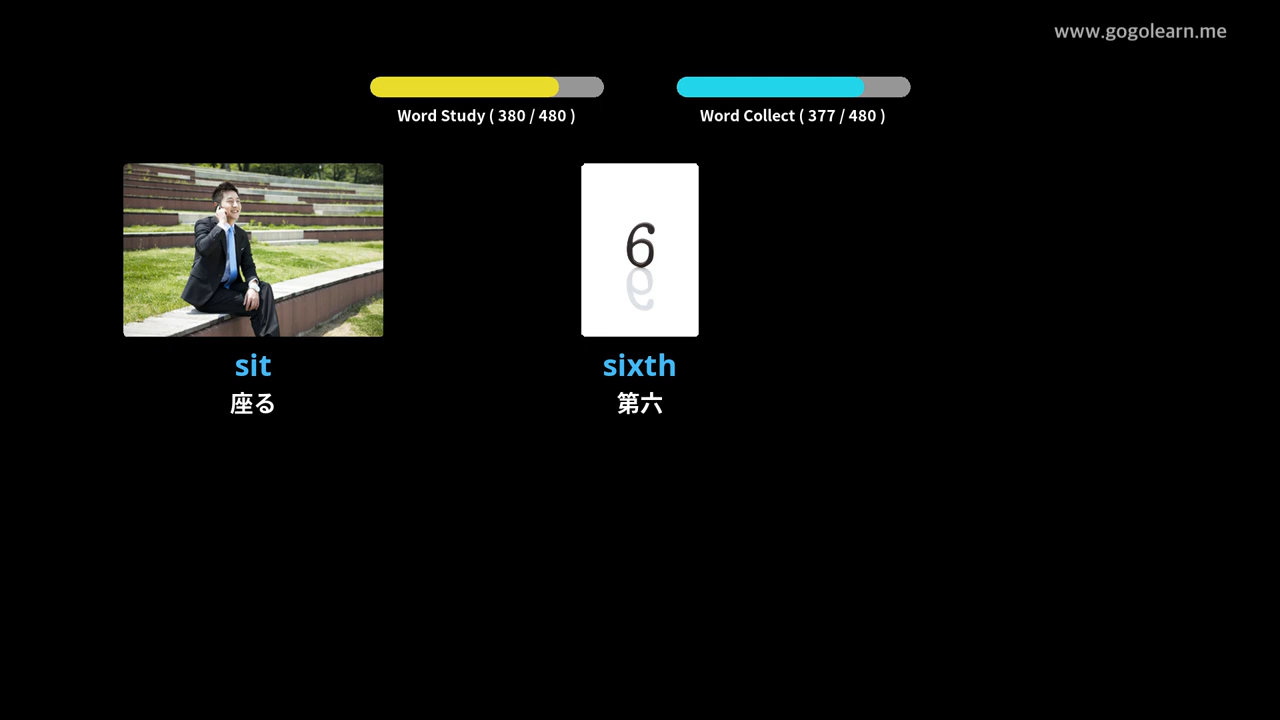 www.gogolearn.me
Word Study ( 380 / 480 )
Word Collect ( 377 / 480 )
6
sit
sixth
座る
第六